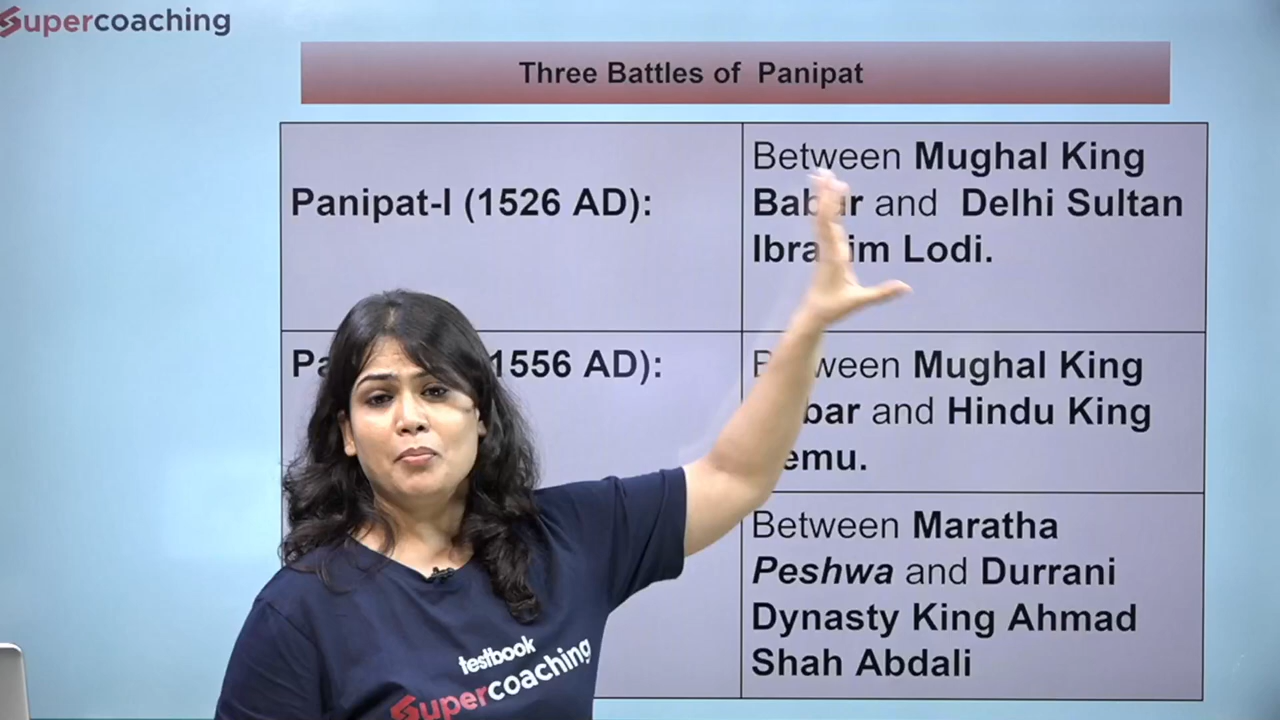 Supercoaching
Three Battles of Panipat
Panipat-I (1526 AD):
Between Mughal King
and Delhi Sultan
Lodi.
1556 AD):
Mughal King
and Hindu King
Between Maratha
Peshwa and Durrani
Dynasty King Ahmad
Shah Abdali
testbook
Supercoaching